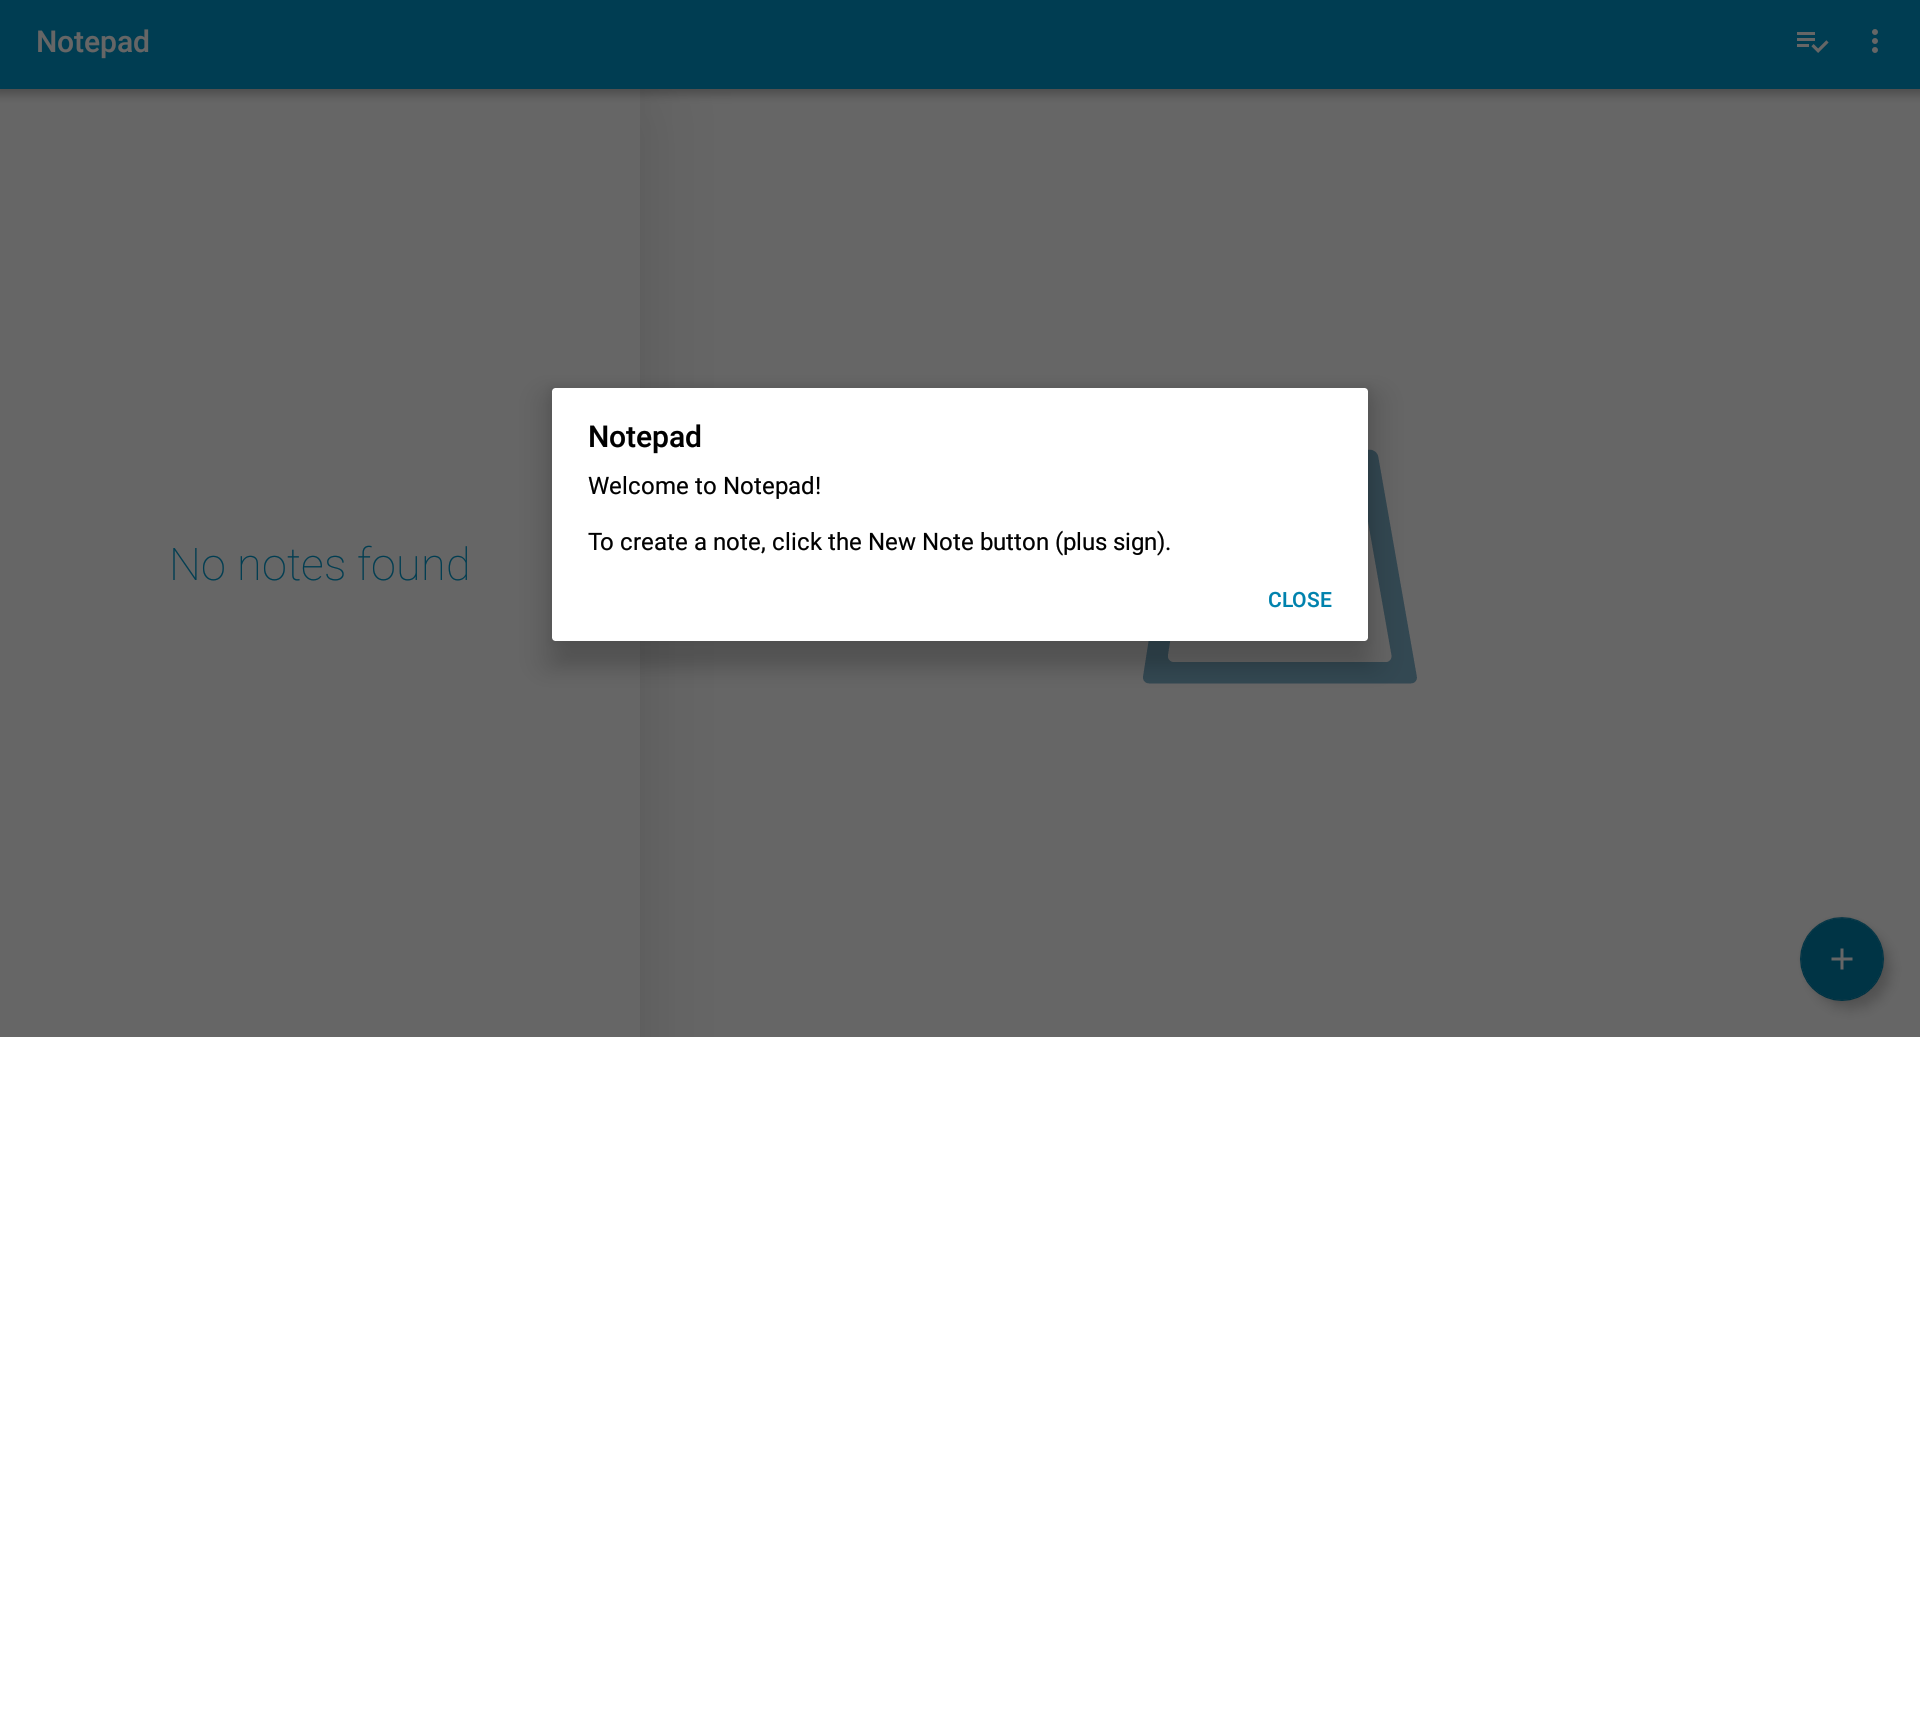 Notepad
No notes found
Notepad
Welcome to Notepad!
To create a note, click the New Note button (plus sign).
CLOSE